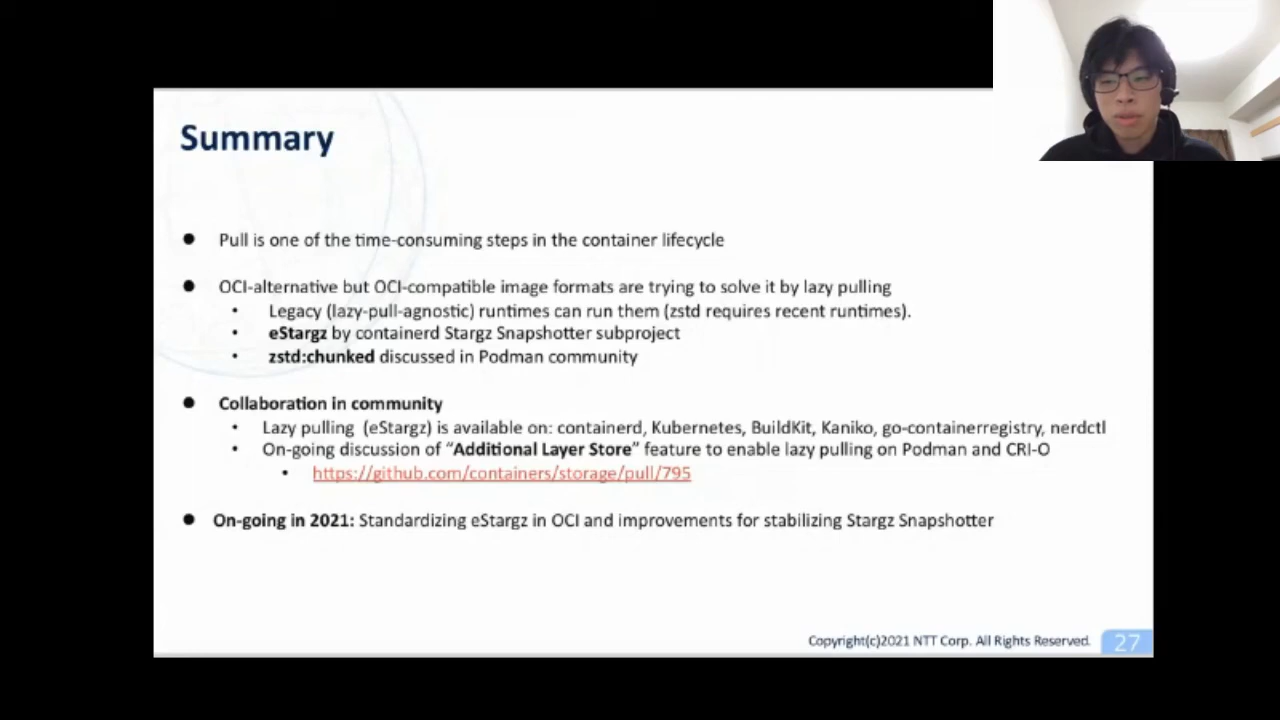 Summary
● Pull is one of the time-consuming steps in the container lifecycle
● OCI-alternative but OCI-compatible image formats are trying to solve it by lazy pulling
• Legacy (lazy-pull-agnostic) runtimes can run them (zstd requires recent runtimes).
• eStargz by containerd Stargz Snapshotter subproject
• zstd:chunked discussed in Podman community
● Collaboration in community
• Lazy pulling (eStargz) is available on: containerd, Kubernetes, BuildKit, Kaniko, go-containerregistry, nerdctl
• On-going discussion of “Additional Layer Store” feature to enable lazy pulling on Podman and CRI-O
• https://github.com/containers/storage/pull/795
● On-going in 2021: Standardizing eStargz in OCI and improvements for stabilizing Stargz Snapshotter
Copyright(c)2021 NTT Corp. All Rights Reserved.
27